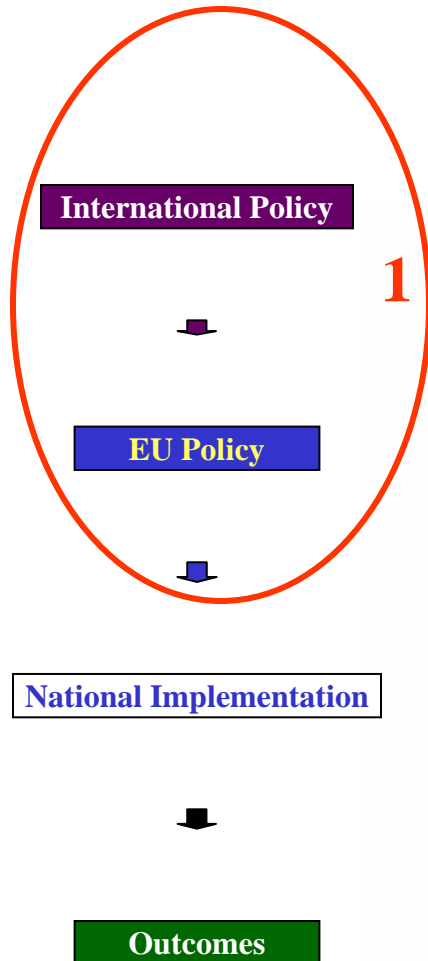 International Policy
1
EU Policy
National Implementation
Outcomes